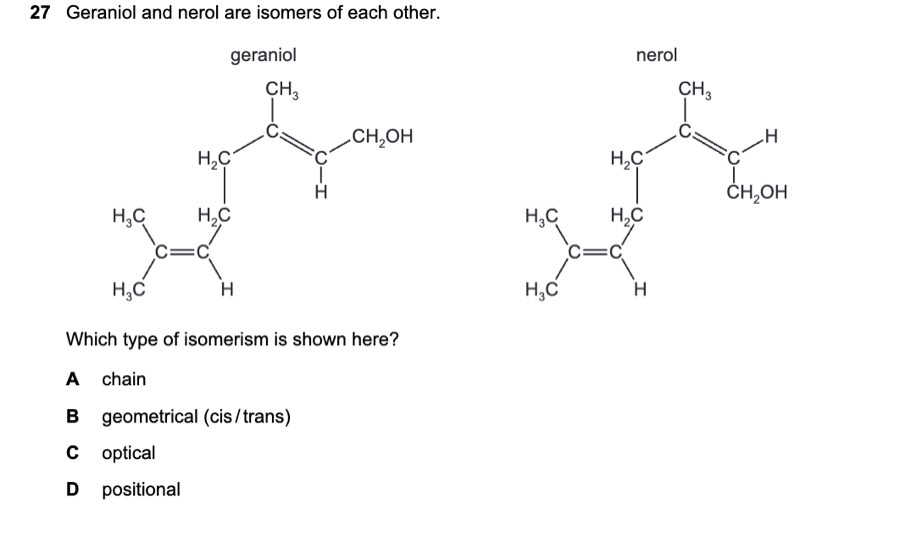 27 Geraniol and nerol are isomers of each other.
geraniol
CH₃
C
CH₂OH
H₂C
C
H
H₃C
H₂C
C=C
H₃C
H
nerol
CH₃
C
H
H₂C
C
CH₂OH
H₃C
H₂C
C=C
H₃C
H
Which type of isomerism is shown here?
A chain
B geometrical (cis/trans)
C optical
D positional